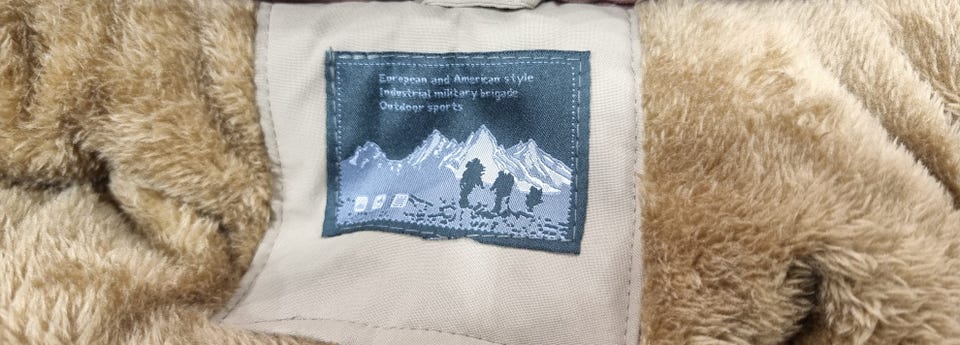 European and American style
Industrial military brigade
Outdoor sports